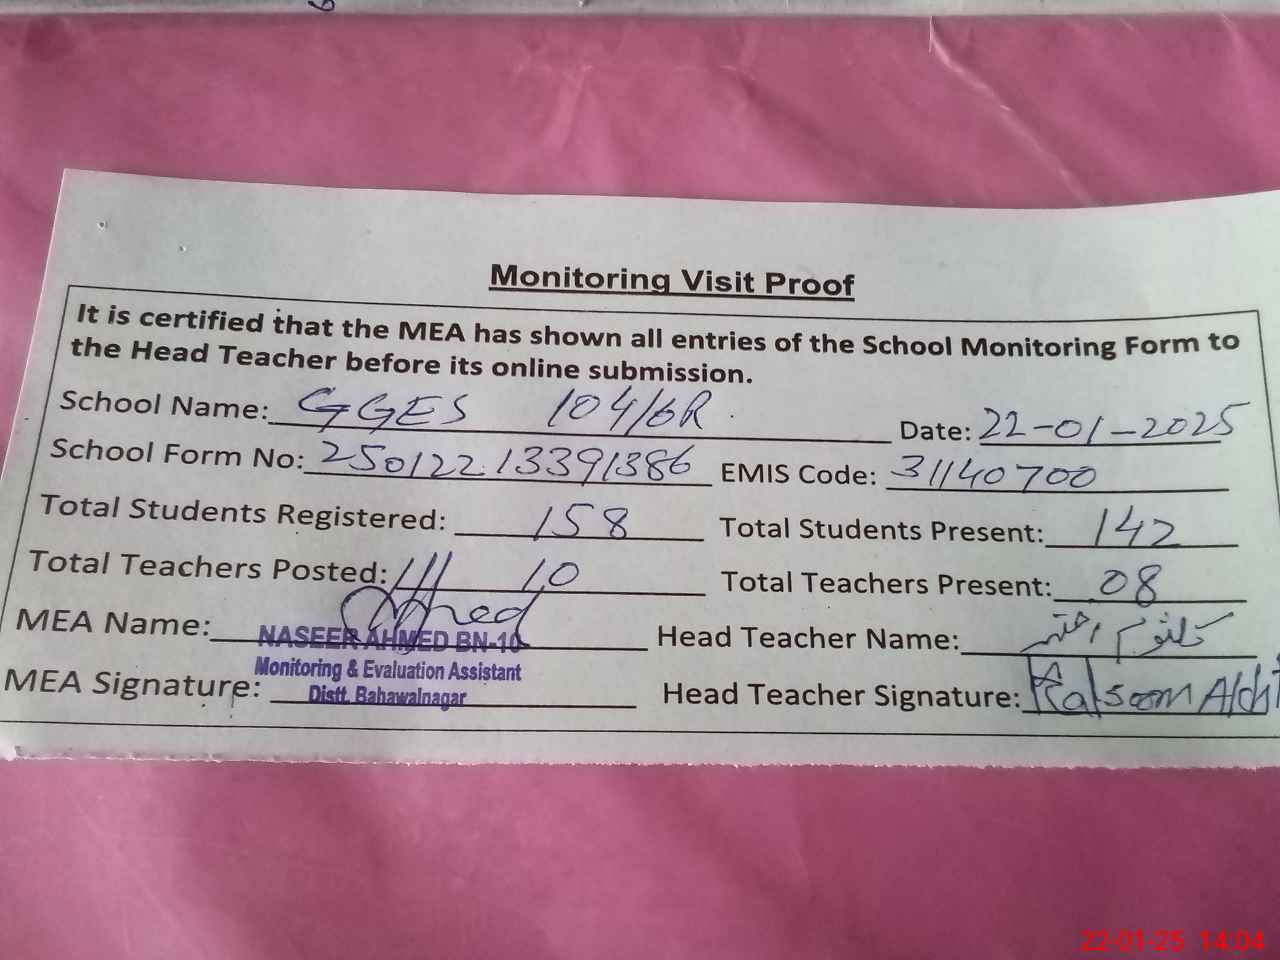 Monitoring Visit Proof
It is certified that the MEA has shown all entries of the School Monitoring Form to
the Head Teacher before its online submission.
School Name: GGES 104/6R Date: 22-01-2025
School Form No: 250122.13391386 EMIS Code: 31140700
Total Students Registered: 158 Total Students Present: 142
Total Teachers Posted: 10 Total Teachers Present: 08
MEA Name: NASEER AHMED BN-10 Head Teacher Name: کلثوم اختر
Monitoring & Evaluation Assistant
MEA Signature: Distt. Bahawalnagar Head Teacher Signature: Kalsoom
22-01-25 14:04